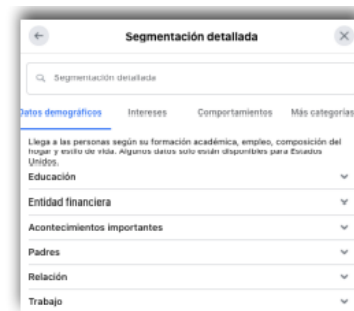 Segmentación detallada
Segmentación detallada
Datos demográficos Intereses Comportamientos Más categorías
Llega a las personas según su formación académica, empleo, composición del
hogar y estilo de vida. Algunos datos solo están disponibles para Estados
Unidos.
Educación
Entidad financiera
Acontecimientos importantes
Padres
Relación
Trabajo